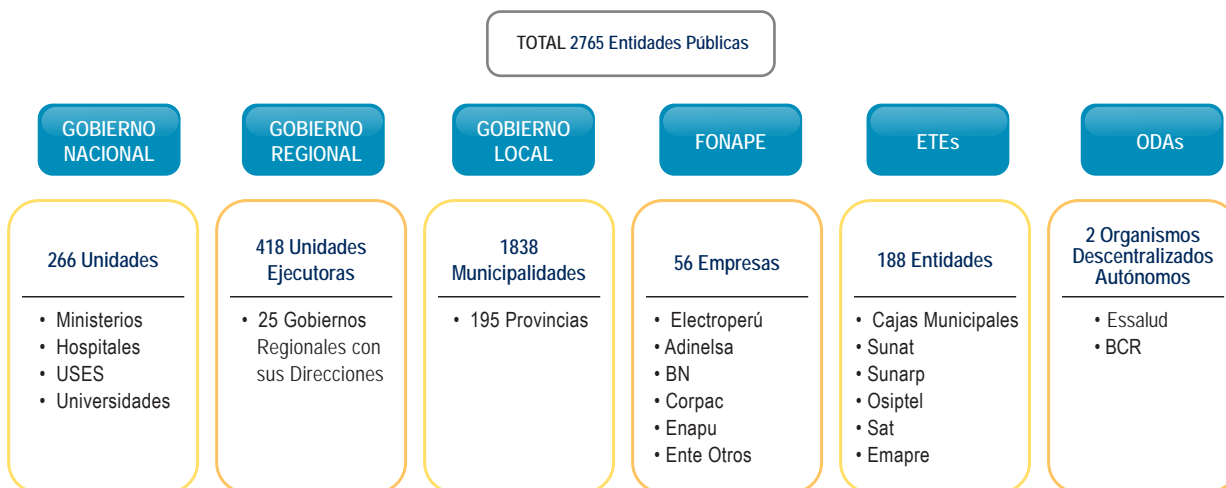 TOTAL 2765 Entidades Públicas
GOBIERNO
NACIONAL
GOBIERNO
REGIONAL
GOBIERNO
LOCAL
FONAPE
ETEs
ODAs
266 Unidades
• Ministerios
• Hospitales
• USES
• Universidades
418 Unidades
Ejecutoras
• 25 Gobiernos
Regionales con
sus Direcciones
1838
Municipalidades
• 195 Provincias
56 Empresas
• Electroperú
• Adinelsa
• BN
• Corpac
• Enapu
• Ente Otros
188 Entidades
• Cajas Municipales
• Sunat
• Sunarp
• Osiptel
• Sat
• Emapre
2 Organismos
Descentralizados
Autónomos
• Essalud
• BCR